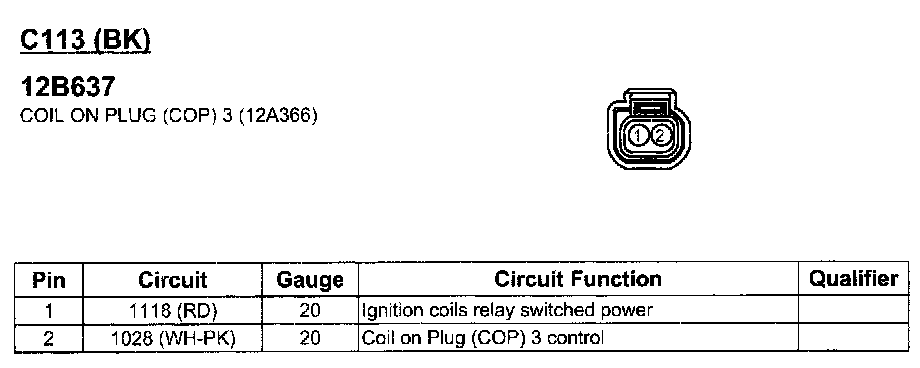 C113 (BK)
12B637
COIL ON PLUG (COP) 3 (12A366)
1 2
Pin Circuit Gauge Circuit Function Qualifier
1 1118 (RD) 20 Ignition coils relay switched power
2 1028 (WH-PK) 20 Coil on Plug (COP) 3 control